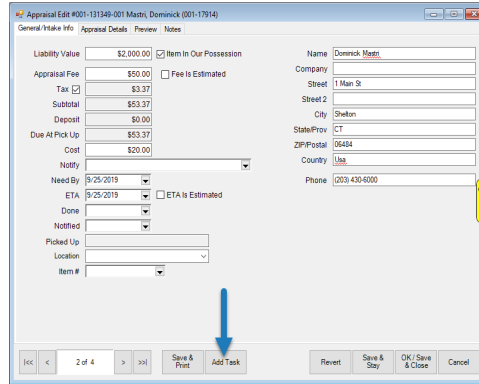 Appraisal Edit #001-131349-001 Mastri, Dominick (001-17914)
General/Intake Info Appraisal Details Preview Notes
Liability Value $2,000.00 Item In Our Possession
Name Dominick Mastri
Company
Appraisal Fee $50.00 Fee Is Estimated
Street 1 Main St
Tax $3.37
Street 2
Subtotal $53.37
City Shelton
Deposit $0.00
State/Prov CT
Due At Pick Up $53.37
ZIP/Postal 06484
Cost $20.00
Country Usa
Notify
Need By 9/25/2019
Phone (203) 430-6000
ETA 9/25/2019 ETA Is Estimated
Done
Notified
Picked Up
Location
Item #
|<< < 2 of 4 > >>| Save & Print Add Task Revert Save & Stay OK / Save & Close Cancel